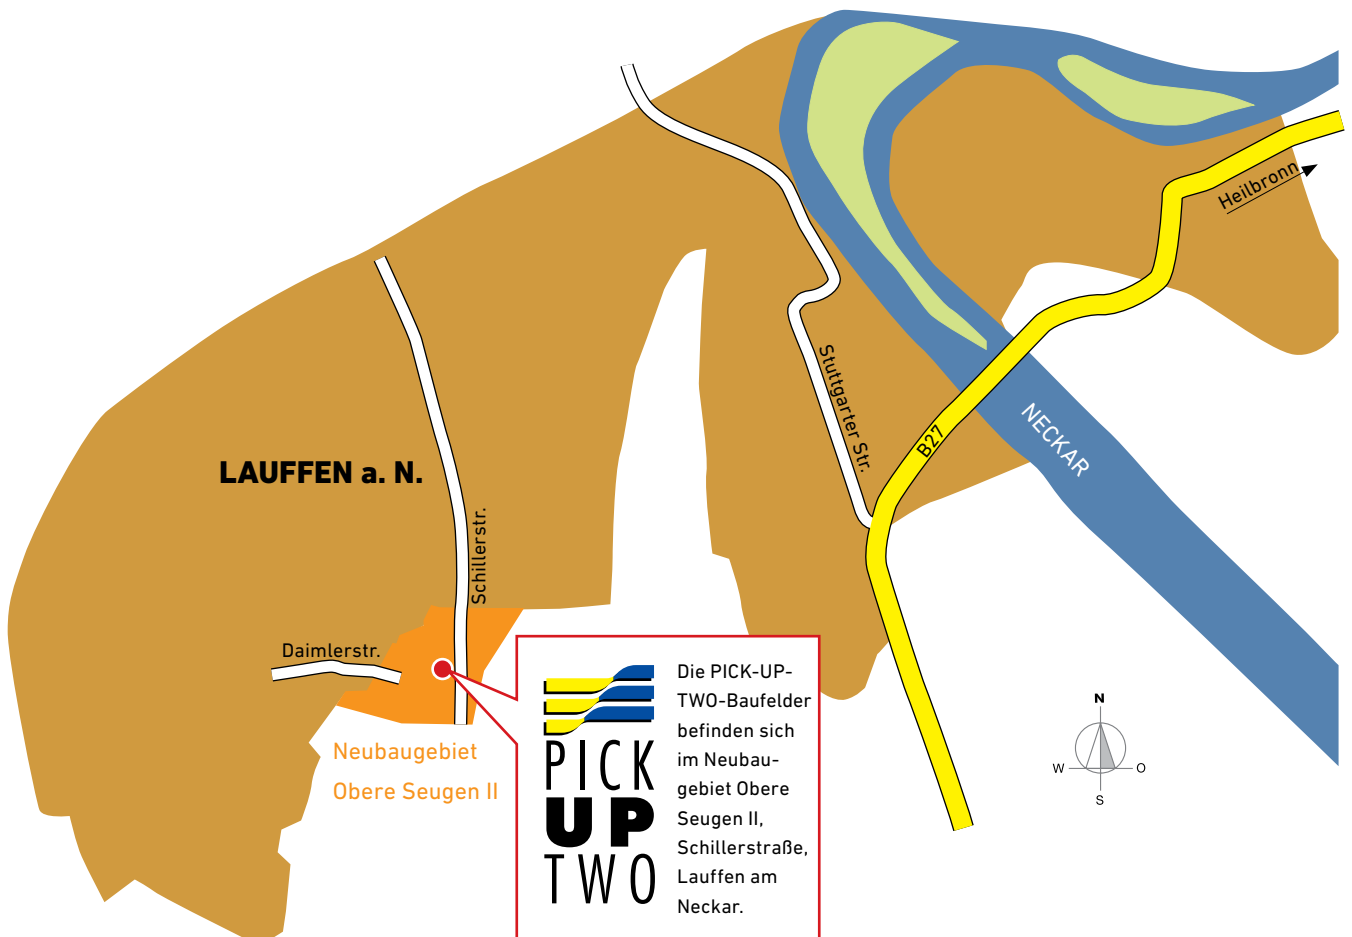 Heilbronn
Stuttgarter Str.
NECKAR
B27
LAUFFEN a. N.
Schillerstr.
Daimlerstr.
Neubaugebiet
Obere Seugen II
PICK
UP
TWO
Die PICK-UP-
TWO-Baufelder
befinden sich
im Neubau-
gebiet Obere
Seugen II,
Schillerstraße,
Lauffen am
Neckar.
N
W
O
S